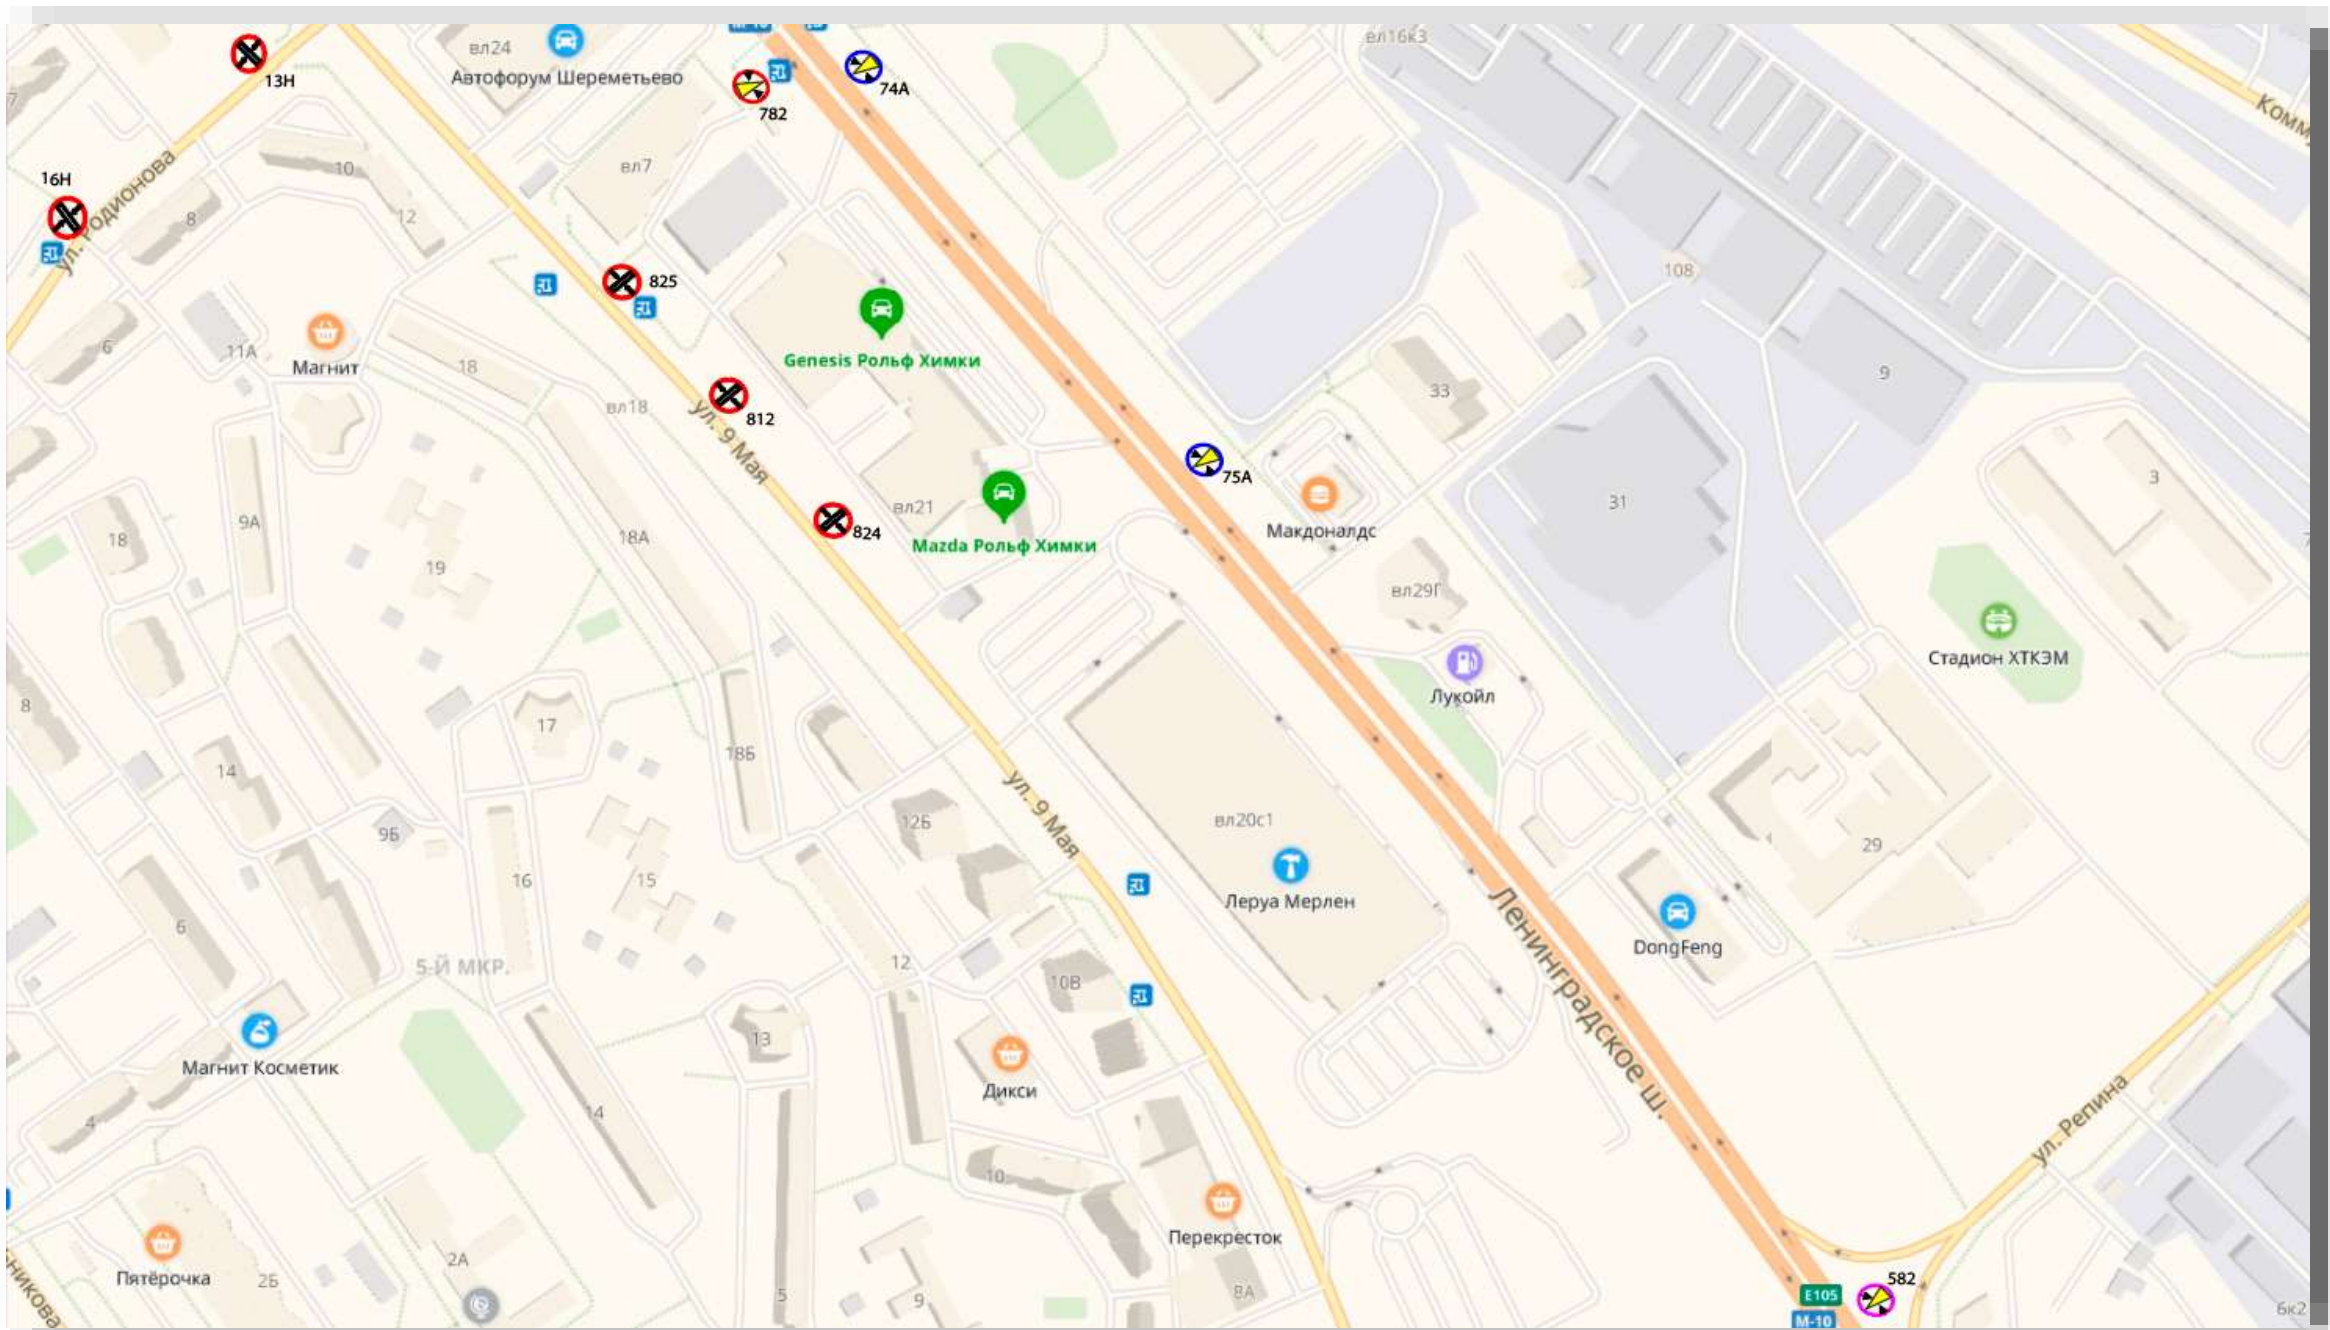 вл24
Автофорум Шереметьево
13Н
782
74А
вл16к3
16Н
ул. Родионова
10
8
12
вл7
825
Genesis Рольф Химки
108
Магнит
11А
6
18
вл18
812
ул. 9 Мая
33
9
75А
Макдоналдс
вл21
824
Mazda Рольф Химки
31
3
18
9А
19
18А
вл29Г
Лукойл
Стадион ХТКЭМ
8
17
18Б
14
9Б
ул. 9 Мая
12Б
вл20с1
Леруа Мерлен
29
16
15
6
5-Й МКР.
12
10В
Ленинградское ш.
DongFeng
Магнит Косметик
13
Дикси
4
14
ул. Репина
10
Перекресток
Пятёрочка
2Б
2А
5
9
8А
E105
М-10
582
6к2